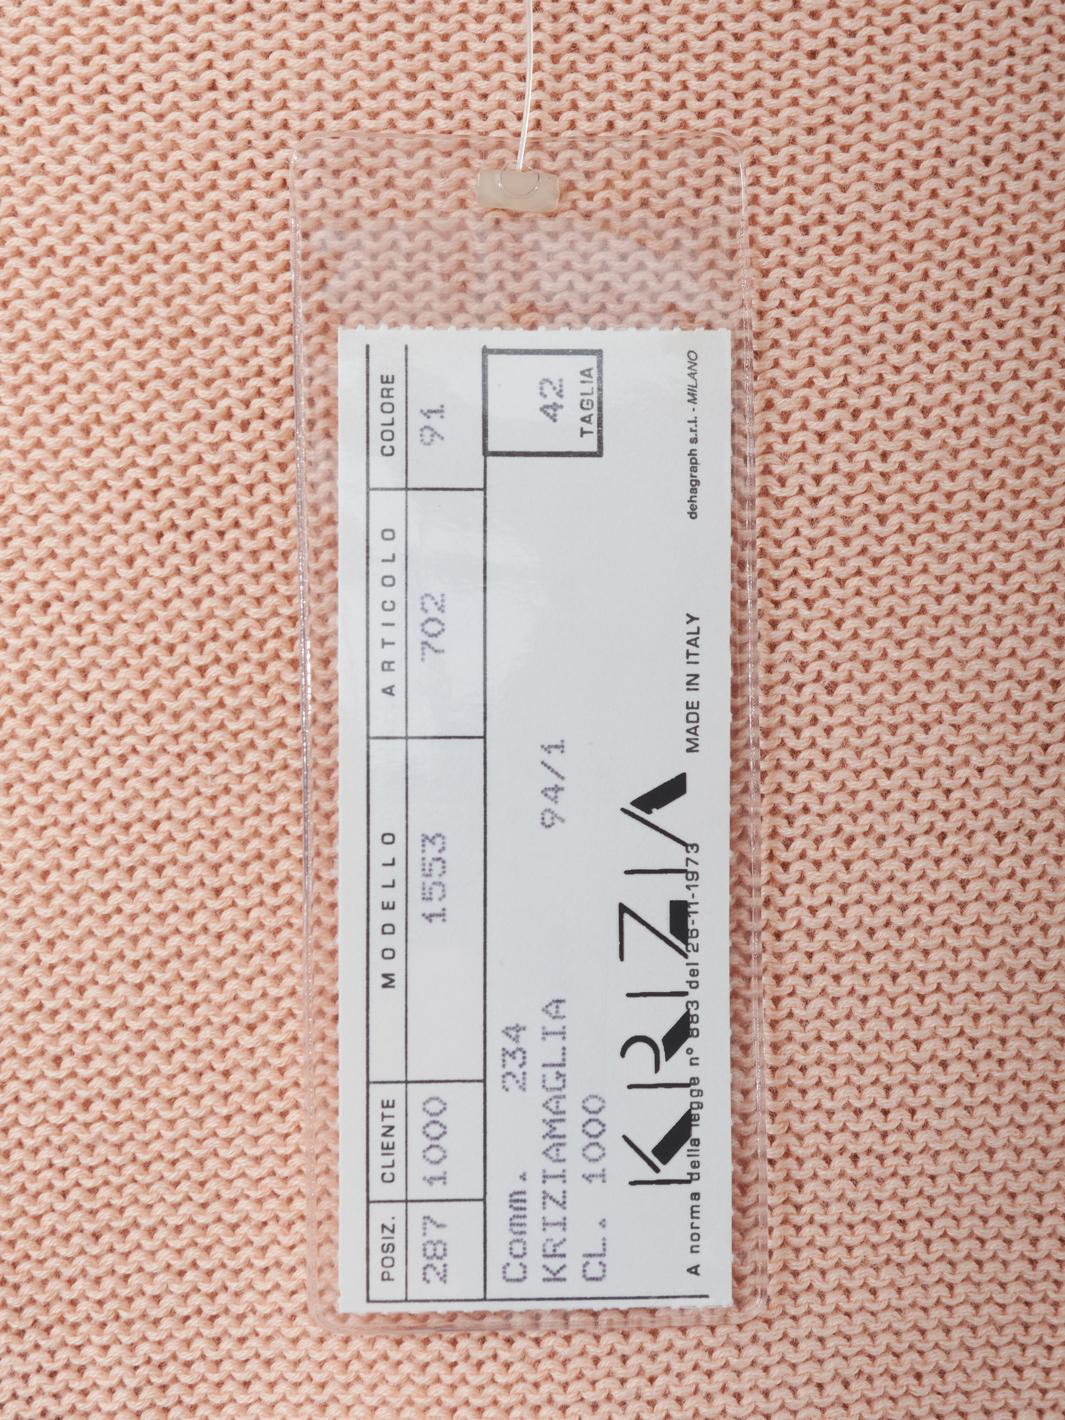 POSIZ. CLIENTE MODELLO ARTICOLO COLORE
287 1000 1553 702 91
Comm. 234
KRIZIAMAGLIA 94/1
42
CL. 1000
TAGLIA
KRIZIA
A norma della legge n° 883 del 26-11-1973 MADE IN ITALY dehagraph s.r.l. - MILANO